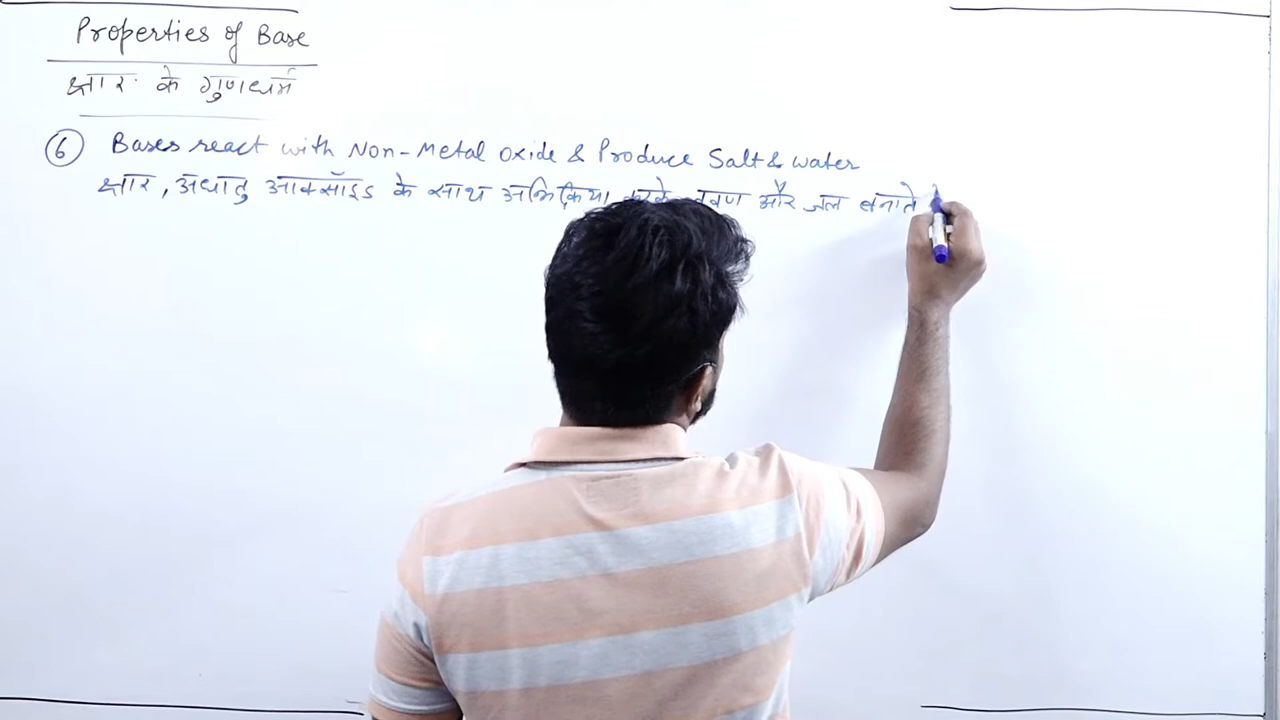 Properties of Base
क्षार के गुणधर्म
6 Bases react with Non-Metal Oxide & Produce Salt & water
क्षार, अधातु ऑक्साँइड के साथ अभिक्रिया करके लवण और जल बनाते